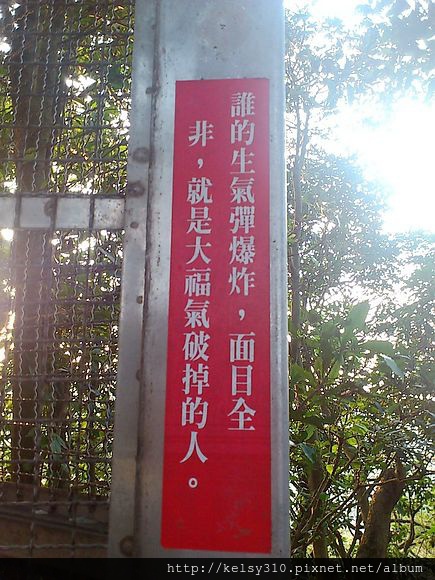 誰的生氣彈爆炸，面目全
非，就是大福氣破掉的人。
http://kelsy310.pixnet.net/album